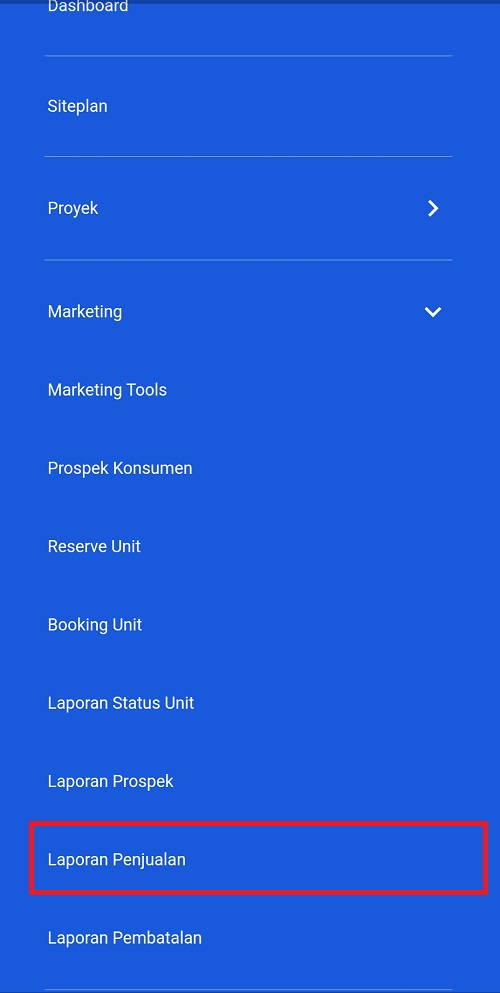 Dashboard
Siteplan
Proyek
Marketing
Marketing Tools
Prospek Konsumen
Reserve Unit
Booking Unit
Laporan Status Unit
Laporan Prospek
Laporan Penjualan
Laporan Pembatalan